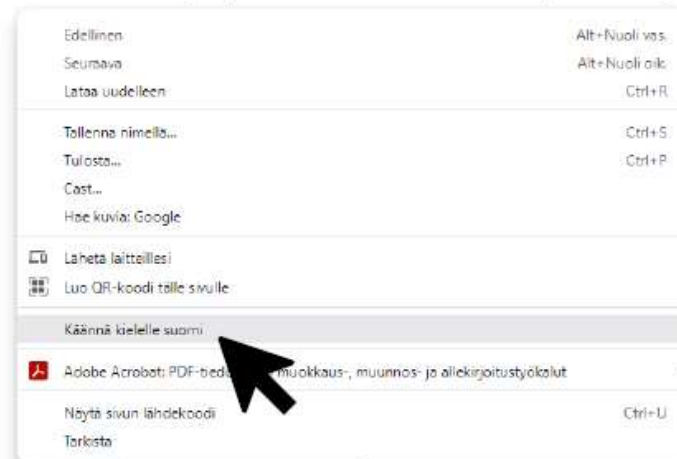 Edellinen Alt+Nuoli vas.
Seuraava Alt+Nuoli oik.
Lataa uudelleen Ctrl+R
Tallenna nimellä... Ctrl+S
Tulosta... Ctrl+P
Cast...
Hae kuvia: Google
Lähetä laitteillesi
Luo QR-koodi tälle sivulle
Käännä kielelle suomi
Adobe Acrobat: PDF- muokkaus-, muunnos- ja allekirjoitustyökalut
Näytä sivun lähdekoodi Ctrl+U
Tarkista